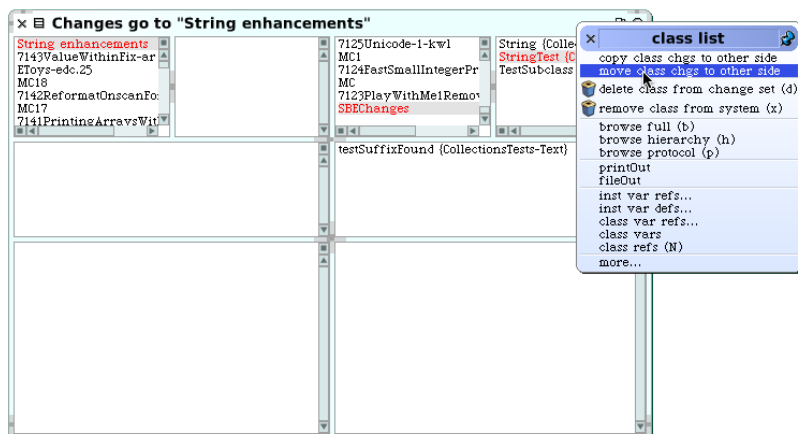 Changes go to "String enhancements"
String enhancements
7143ValueWithinFix-ar
EToys-edc.25
MC18
7142ReformatOnscanFo
MC17
7141PrintingArraysWit
7125Unicode-1-kwl
MC1
7124FastSmallIntegerPr
MC
7123PlayWithMe1Remov
SBEChanges
String {Colle
StringTest {C
TestSubclass
testSuffixFound {CollectionsTests-Text}
class list
copy class chgs to other side
move class chgs to other side
delete class from change set (d)
remove class from system (x)
browse full (b)
browse hierarchy (h)
browse protocol (p)
printOut
fileOut
inst var refs...
inst var defs...
class var refs...
class vars
class refs (N)
more...